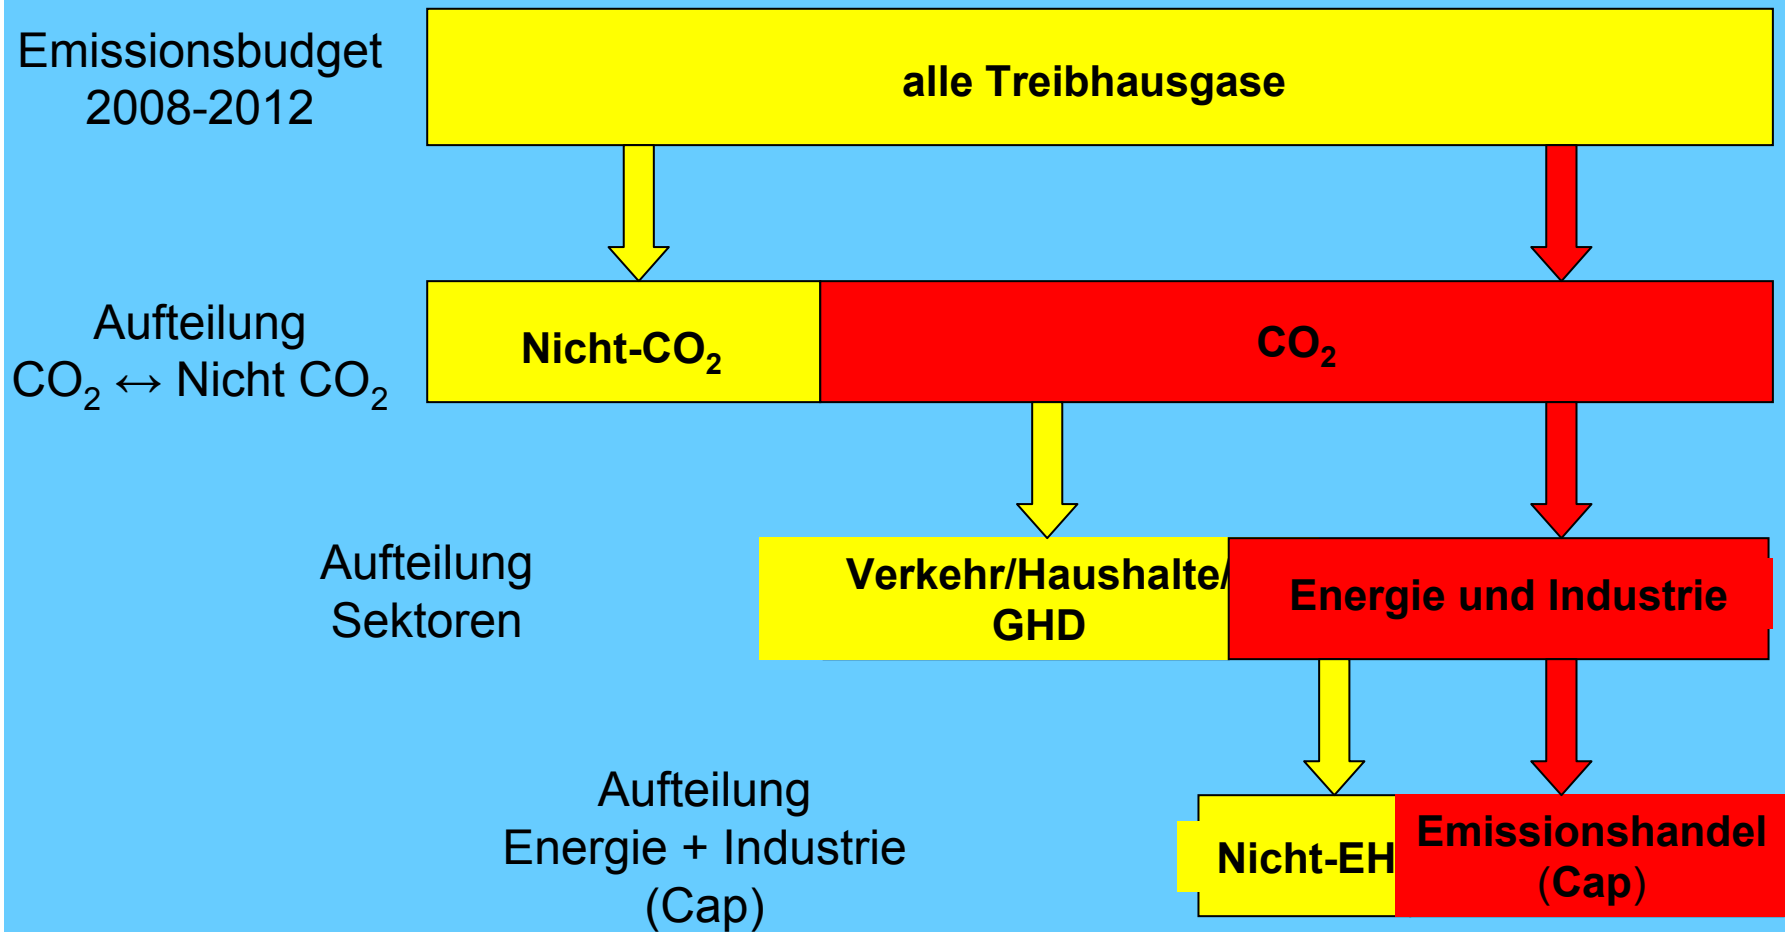 Emissionsbudget
2008-2012
alle Treibhausgase
Aufteilung
CO₂ ↔ Nicht CO₂
Nicht-CO₂
CO₂
Aufteilung
Sektoren
Verkehr/Haushalte/
GHD
Energie und Industrie
Aufteilung
Energie + Industrie
(Cap)
Nicht-EH
Emissionshandel
(Cap)